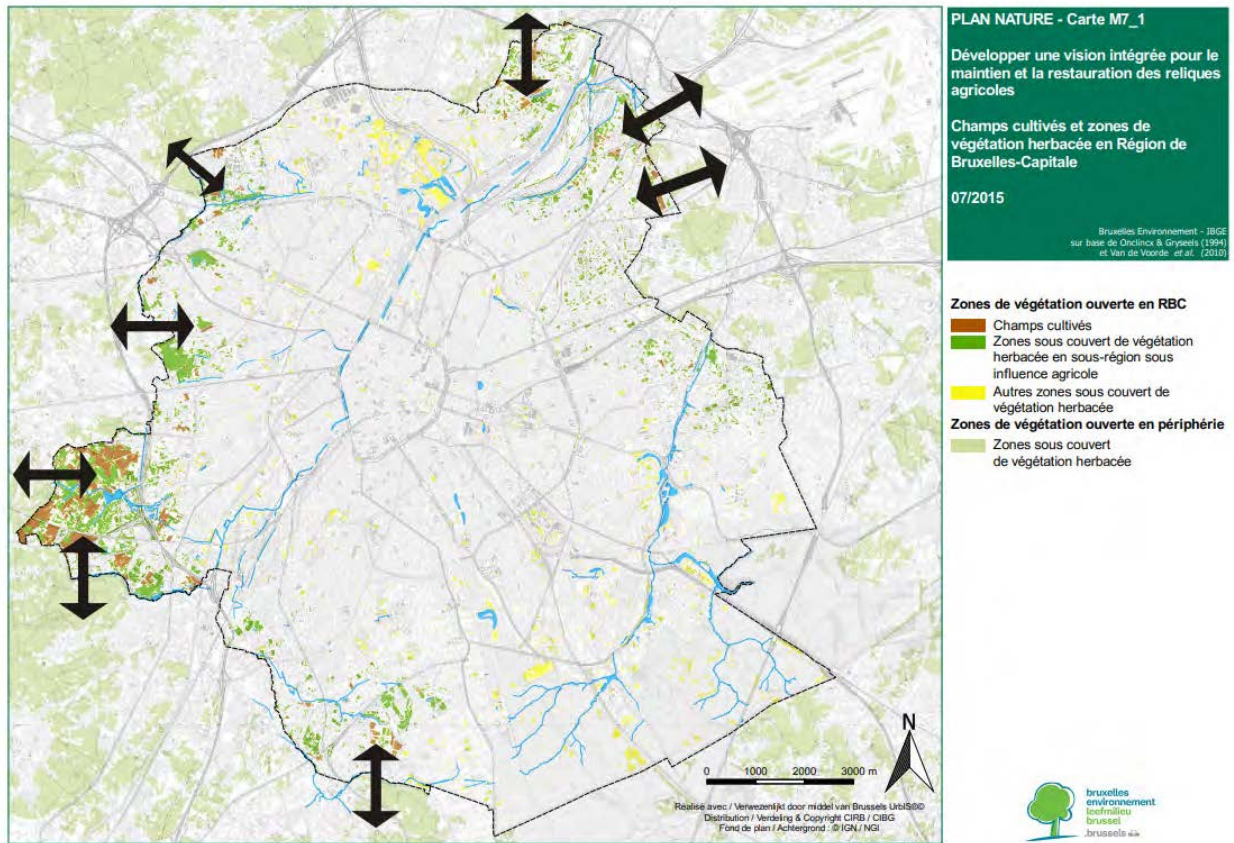 PLAN NATURE - Carte M7_1
Développer une vision intégrée pour le
maintien et la restauration des reliques
agricoles
Champs cultivés et zones de
végétation herbacée en Région de
Bruxelles-Capitale
07/2015
Bruxelles Environnement - IBGE
sur base de Onclincx & Gryseels (1994)
et Van de Voorde et al. (2010)
Zones de végétation ouverte en RBC
Champs cultivés
Zones sous couvert de végétation
herbacée en sous-région sous
influence agricole
Autres zones sous couvert de
végétation herbacée
Zones de végétation ouverte en périphérie
Zones sous couvert
de végétation herbacée
N
0 1000 2000 3000 m
Réalisé avec / Verwezenlijkt door middel van Brussels UrbIS®©
Distribution / Verdeling & Copyright CIRB / CIBG
Fond de plan / Achtergrond : © IGN / NGI
bruxelles
environnement
leefmilieu
brussel
.brussels